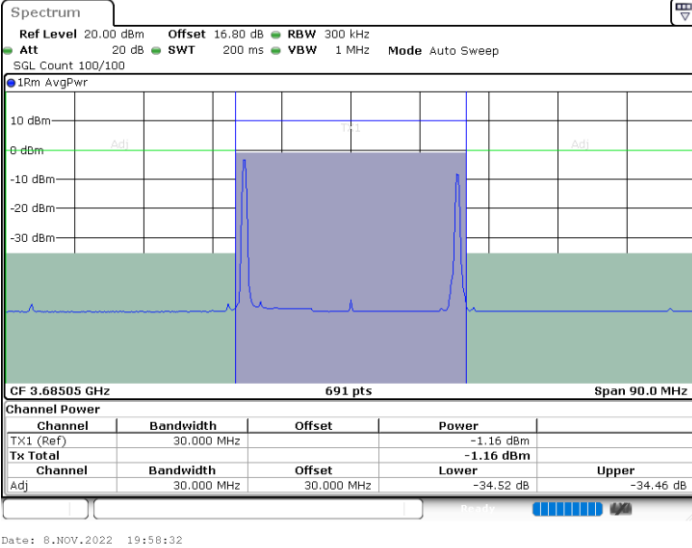 Spectrum
Ref Level 20.00 dBm Offset 16.80 dB RBW 300 kHz
Att 20 dB SWT 200 ms VBW 1 MHz Mode Auto Sweep
SGL Count 100/100
1Rm AvgPwr
10 dBm
TX1
Adj
Adj
0 dBm
-10 dBm
-20 dBm
-30 dBm
CF 3.68505 GHz 691 pts Span 90.0 MHz
Channel Power
Channel Bandwidth Offset Power
TX1 (Ref) 30.000 MHz -1.16 dBm
Tx Total -1.16 dBm
Channel Bandwidth Offset Lower Upper
Adj 30.000 MHz 30.000 MHz -34.52 dB -34.46 dB
Ready
Date: 8.NOV.2022 19:58:32